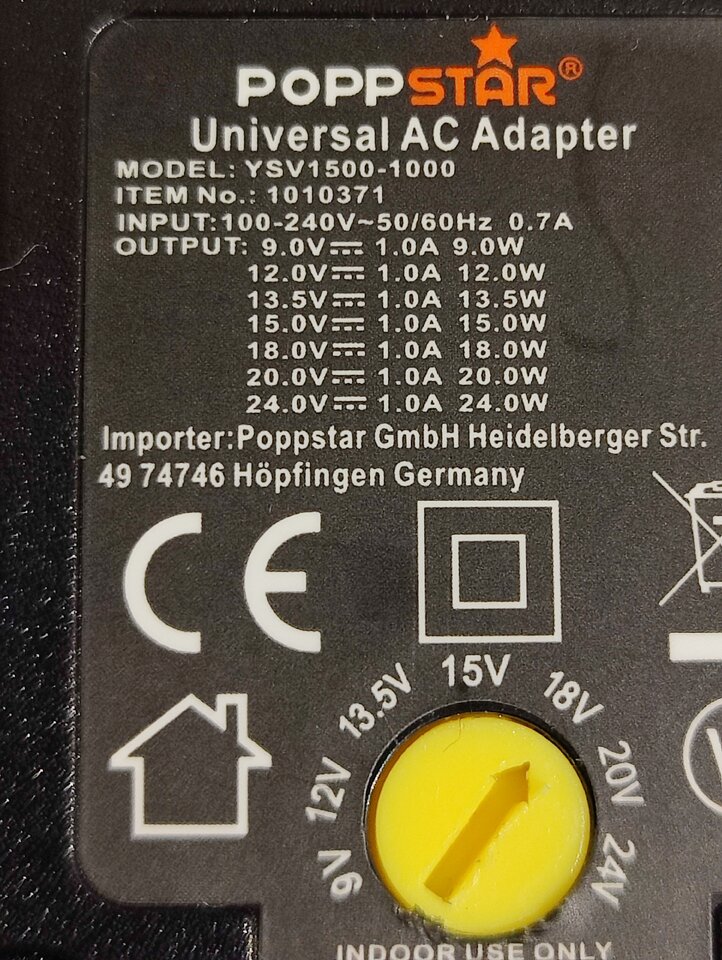 POPPSTAR®
Universal AC Adapter
MODEL: YSV1500-1000
ITEM No.: 1010371
INPUT:100-240V~50/60Hz 0.7A
OUTPUT: 9.0V⎓ 1.0A 9.0W
12.0V⎓ 1.0A 12.0W
13.5V⎓ 1.0A 13.5W
15.0V⎓ 1.0A 15.0W
18.0V⎓ 1.0A 18.0W
20.0V⎓ 1.0A 20.0W
24.0V⎓ 1.0A 24.0W
Importer:Poppstar GmbH Heidelberger Str.
49 74746 Höpfingen Germany
CE
9V 12V 13.5V 15V 18V 20V 24V
INDOOR USE ONLY